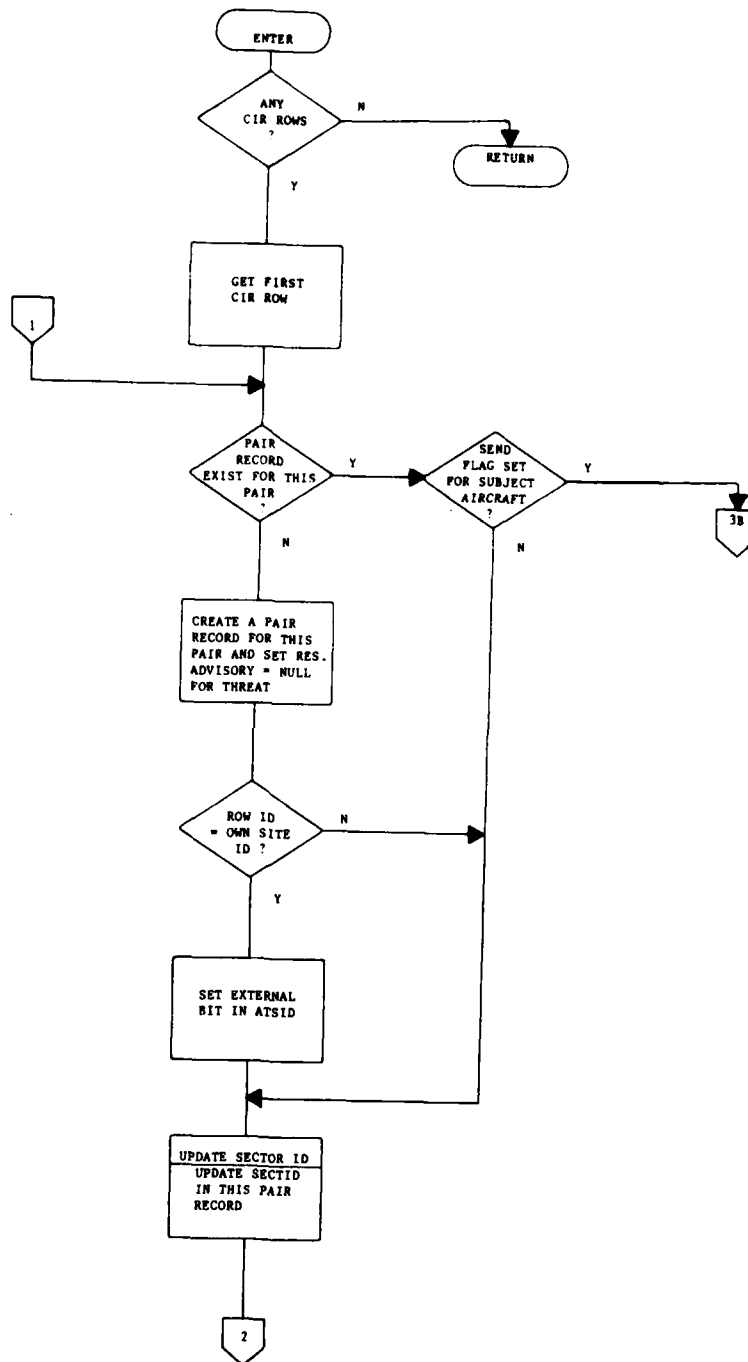 ENTER
ANY
CIR ROWS
?
N
RETURN
Y
GET FIRST
CIR ROW
1
PAIR
RECORD
EXIST FOR THIS
PAIR
?
Y
SEND
FLAG SET
FOR SUBJECT
AIRCRAFT
?
Y
3B
N
N
CREATE A PAIR
RECORD FOR THIS
PAIR AND SET RES.
ADVISORY = NULL
FOR THREAT
ROW ID
= OWN SITE
ID ?
N
Y
SET EXTERNAL
BIT IN ATSID
UPDATE SECTOR ID
UPDATE SECTID
IN THIS PAIR
RECORD
2